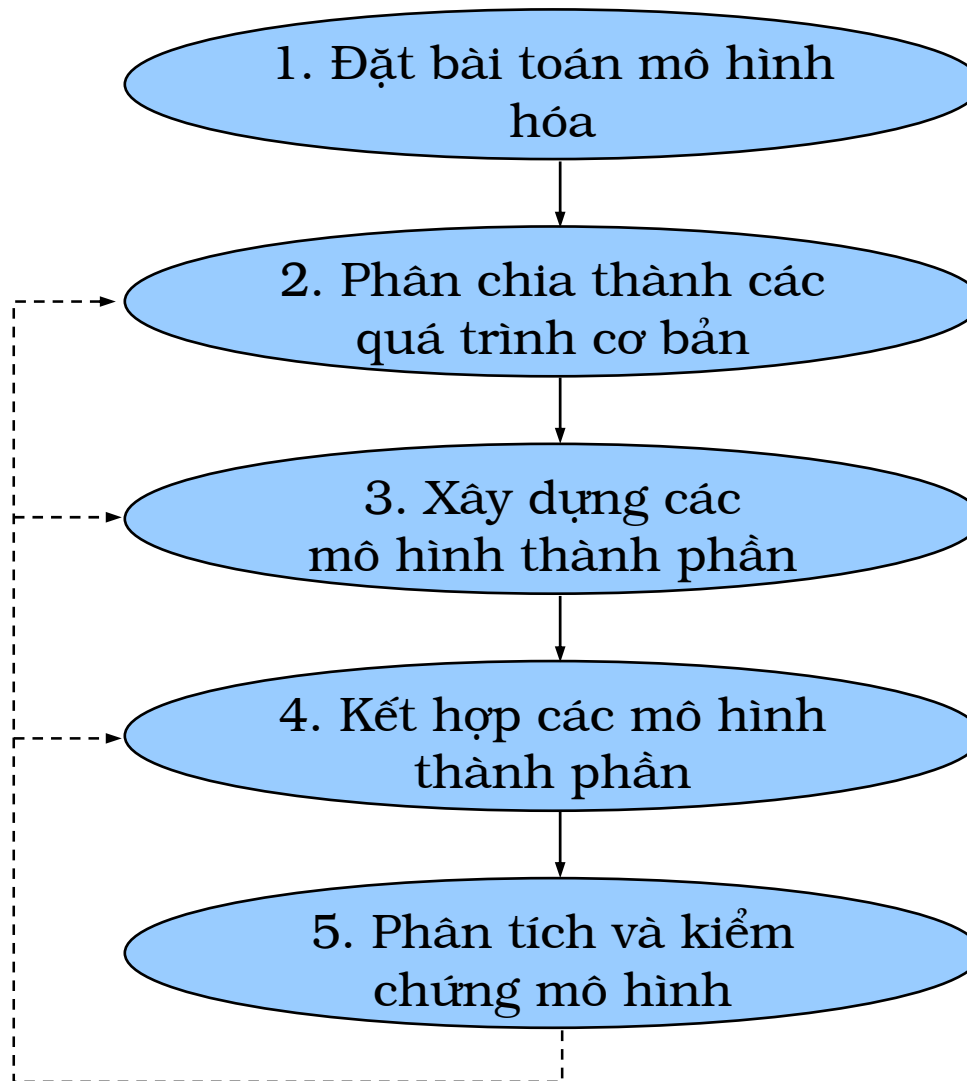 1. Đặt bài toán mô hình
hóa
2. Phân chia thành các
quá trình cơ bản
3. Xây dựng các
mô hình thành phần
4. Kết hợp các mô hình
thành phần
5. Phân tích và kiểm
chứng mô hình